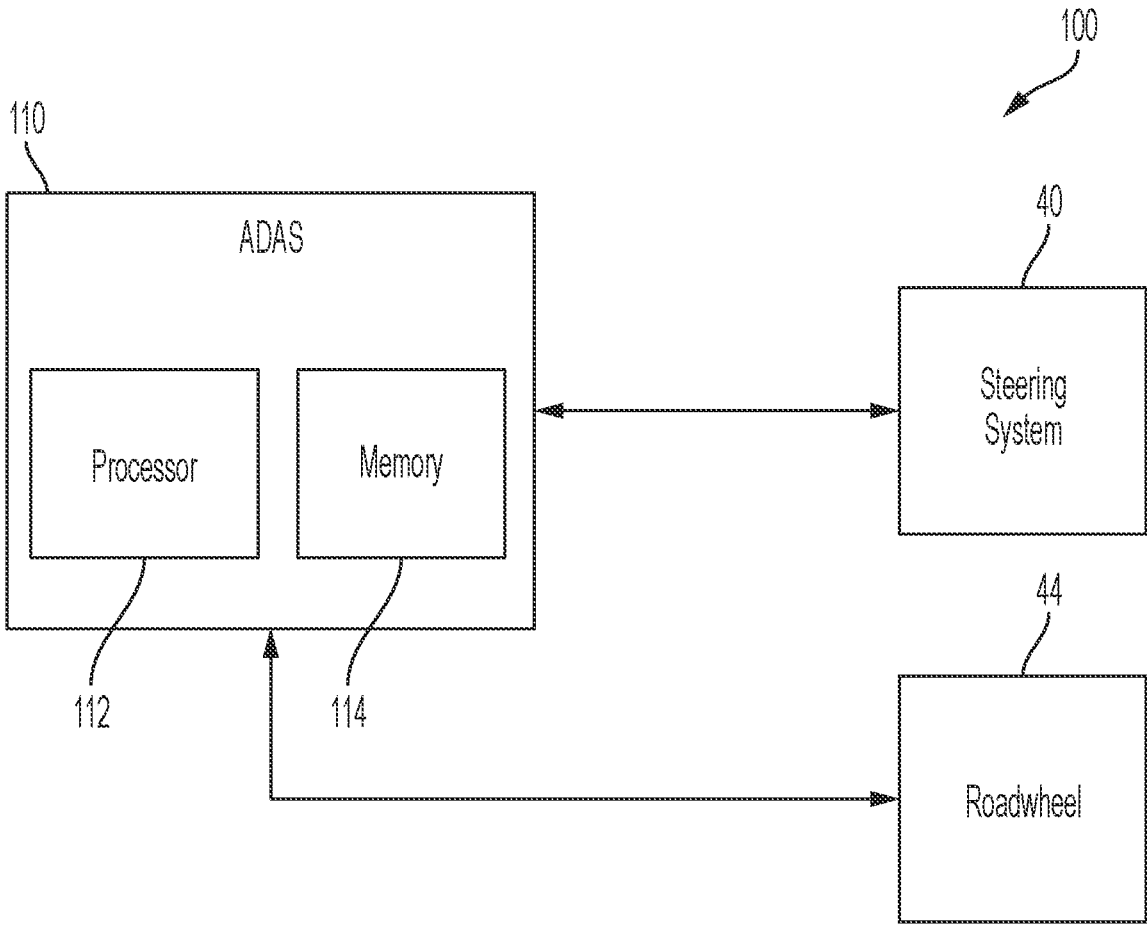 100
110
ADAS
40
Processor
Memory
Steering
System
112
114
44
Roadwheel